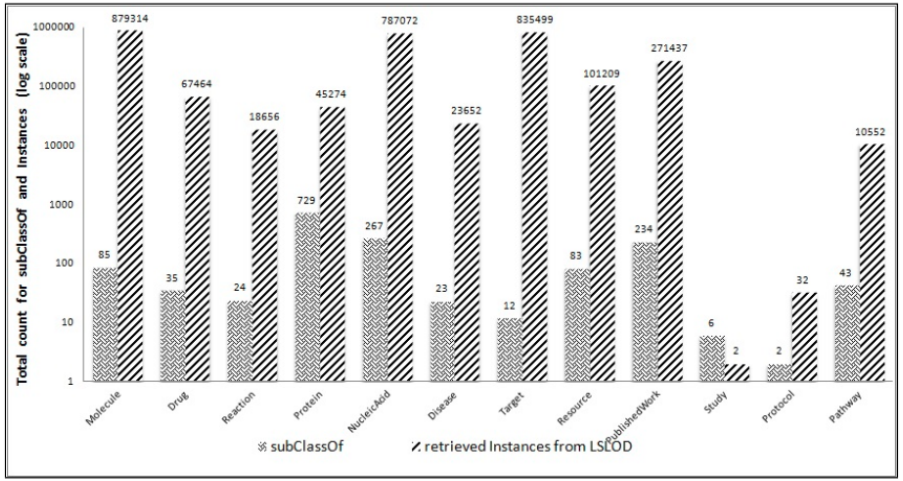 Total count for subClassOf and Instances (log scale)
1000000
100000
10000
1000
100
10
1
879314
67464
18656
45274
787072
23652
835499
101209
271437
2
32
10552
85
35
24
729
267
23
12
83
234
6
2
43
Molecule
Drug
Reaction
Protein
NucleicAcid
Disease
Target
Resource
PublishedWork
Study
Protocol
Pathway
subClassOf
retrieved Instances from LSLOD